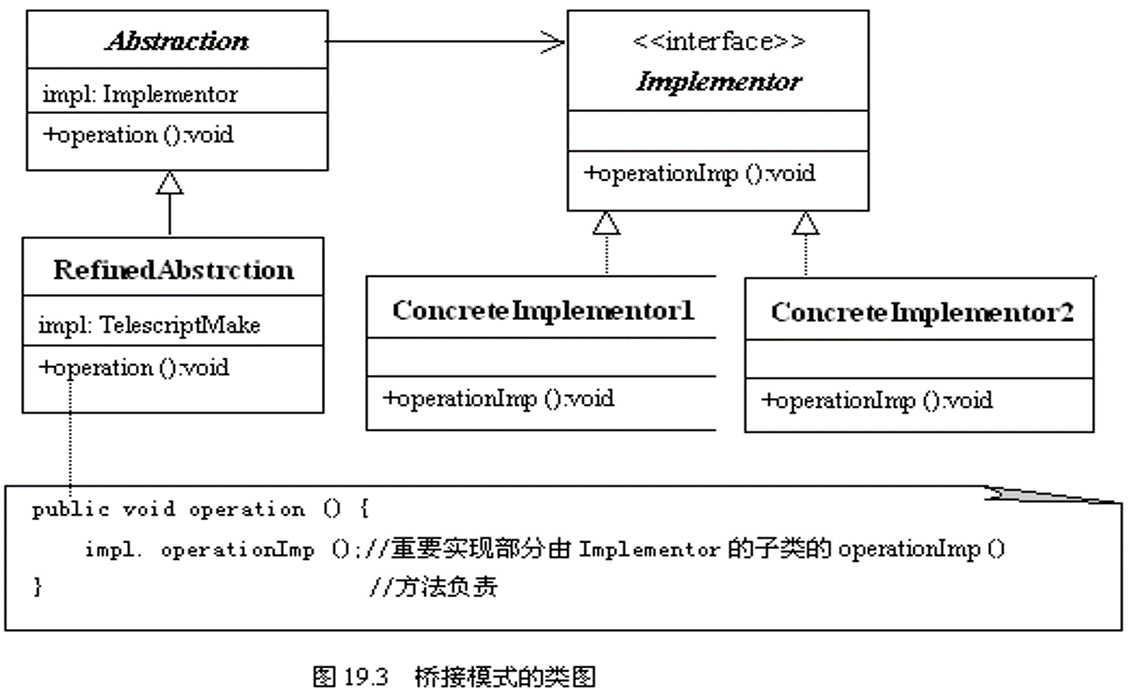 Abstraction
impl: Implementor
+operation ():void
<<interface>>
Implementor
+operationImp ():void
RefinedAbstrction
impl: TelescriptMake
+operation ():void
ConcreteImplementor1
+operationImp ():void
ConcreteImplementor2
+operationImp ():void
public void operation () {
impl. operationImp ();//重要实现部分由 Implementor 的子类的 operationImp ()
} //方法负责
图 19.3 桥接模式的类图